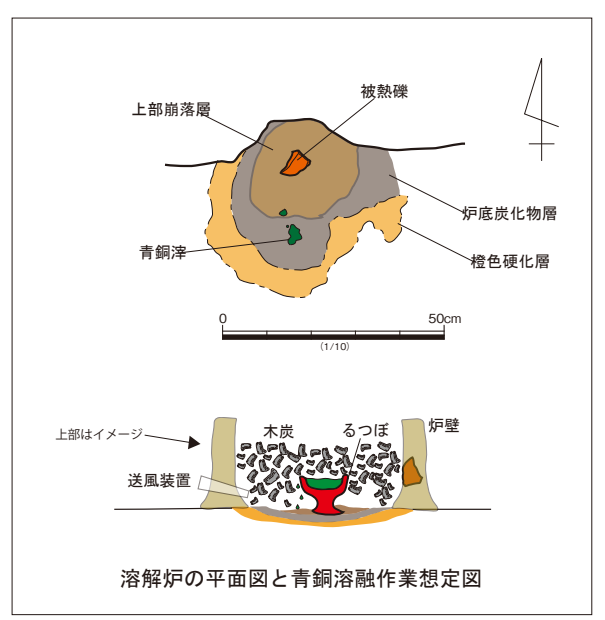 被熱礫
上部崩落層
炉底炭化物層
青銅滓
橙色硬化層
0 50cm
(1/10)
木炭 るつぼ 炉壁
上部はイメージ
送風装置
溶解炉の平面図と青銅溶融作業想定図